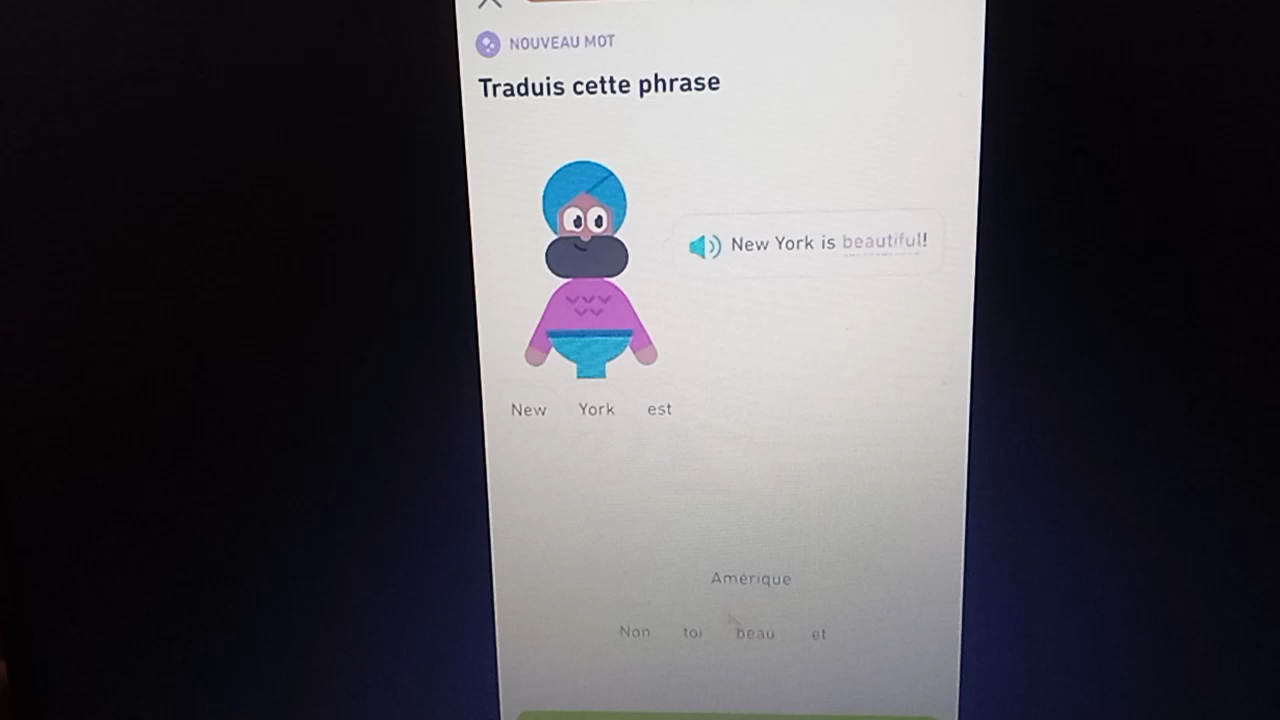 NOUVEAU MOT
Traduis cette phrase
New York is beautiful!
New York est
Amérique
Non toi beau et